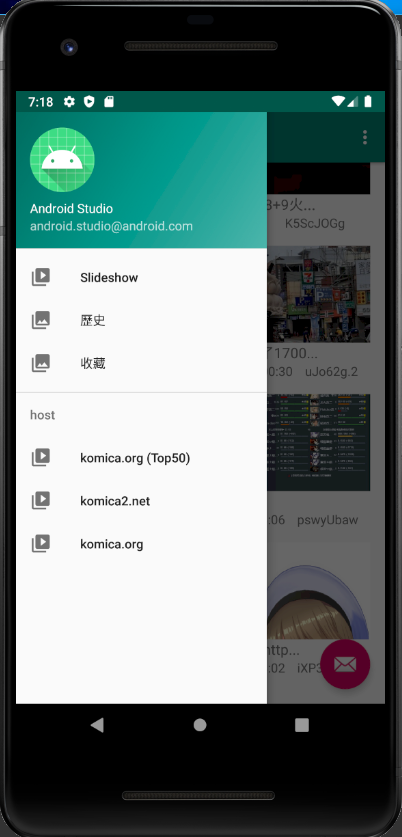 7:18
Android Studio
android.studio@android.com
Slideshow
歷史
收藏
host
komica.org (Top50)
komica2.net
komica.org
8+9火...
K5ScJOGg
了1700...
0:30 uJo62g.2
:06 pswyUbaw
http...
:02 iXP3